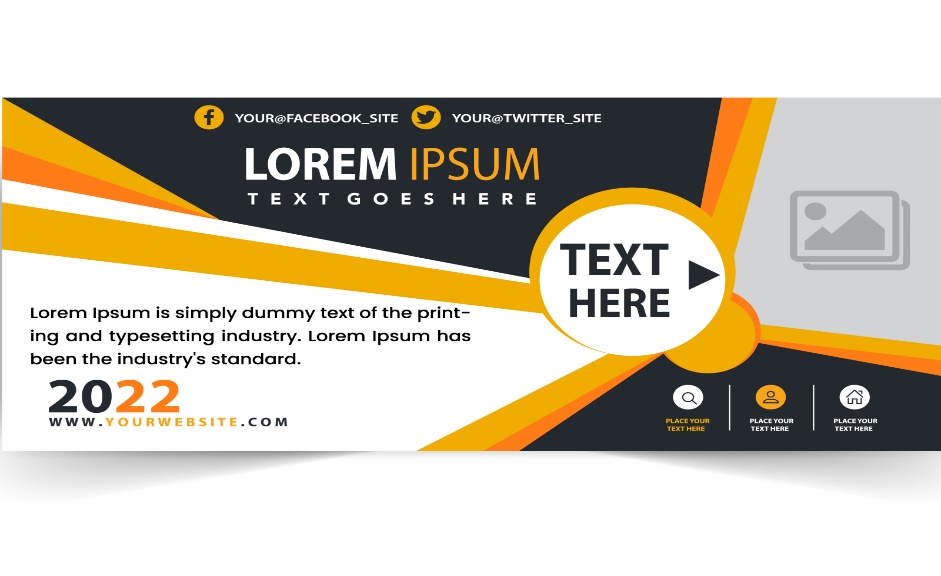 YOUR@FACEBOOK_SITE YOUR@TWITTER_SITE
LOREM IPSUM
TEXT GOES HERE
TEXT
HERE
Lorem Ipsum is simply dummy text of the print-
ing and typesetting industry. Lorem Ipsum has
been the industry's standard.
2022
WWW.YOURWEBSITE.COM
PLACE YOUR
TEXT HERE
PLACE YOUR
TEXT HERE
PLACE YOUR
TEXT HERE